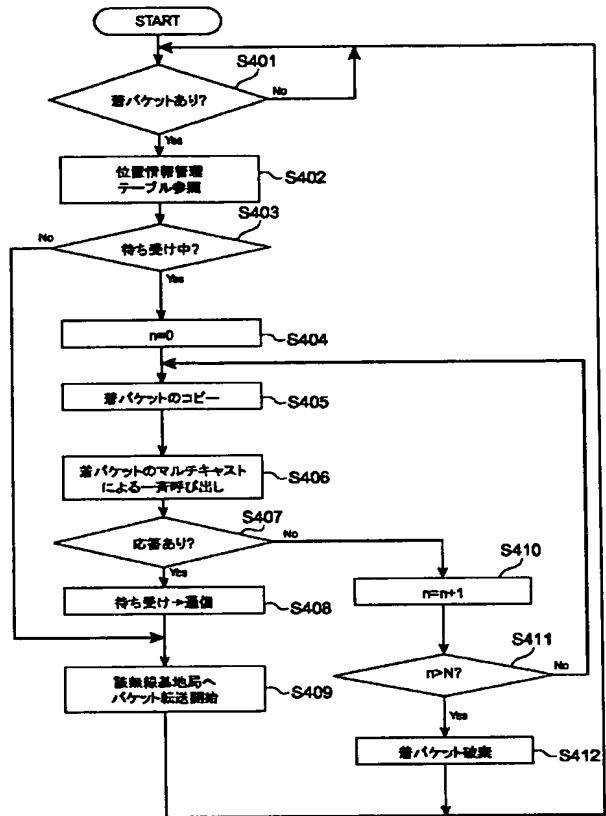 START
S401
着パケットあり?
No
Yes
位置情報管理
テーブル参照
S402
S403
No
待ち受け中?
Yes
n=0
S404
着パケットのコピー
S405
着パケットのマルチキャスト
による一斉呼び出し
S406
S407
応答あり?
No
Yes
S410
待ち受け→通信
S408
n=n+1
S411
該無線基地局へ
パケット転送開始
S409
n>N?
No
Yes
着パケット破棄
S412